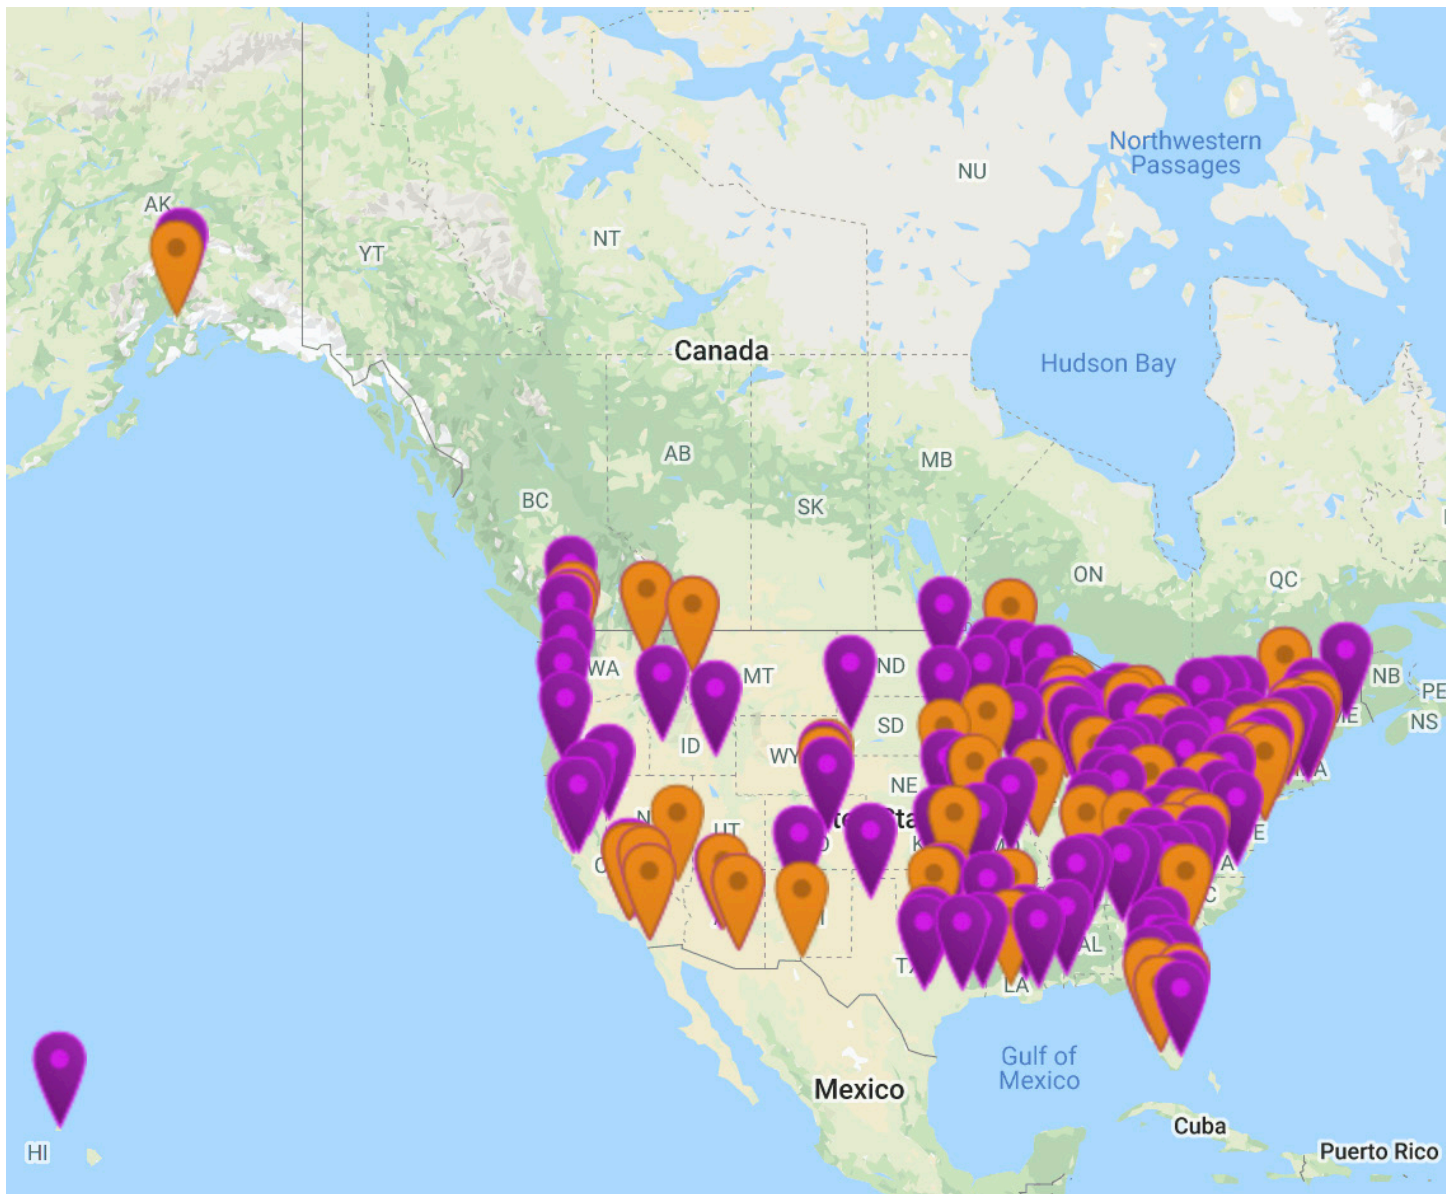 Northwestern
Passages
NU
AK
NT
YT
Canada
Hudson Bay
AB
MB
BC
SK
ON
QC
WA
MT
ND
NB
PE
NS
SD
ID
WY
NE
UT
AL
LA
Gulf of
Mexico
Mexico
Cuba
HI
Puerto Rico